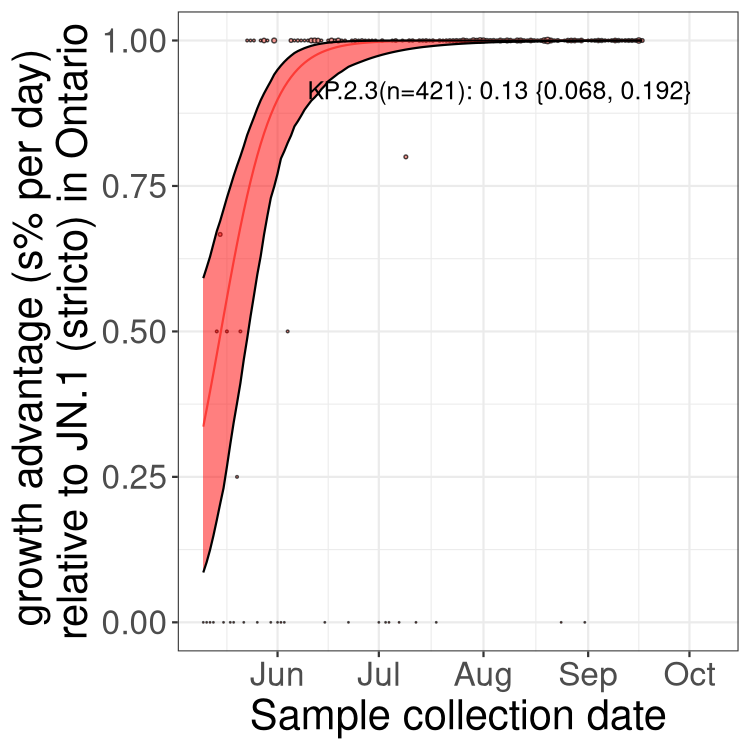 growth advantage (s% per day)
relative to JN.1 (stricto) in Ontario
1.00
0.75
0.50
0.25
0.00
KP.2.3(n=421): 0.13 {0.068, 0.192}
Jun Jul Aug Sep Oct
Sample collection date